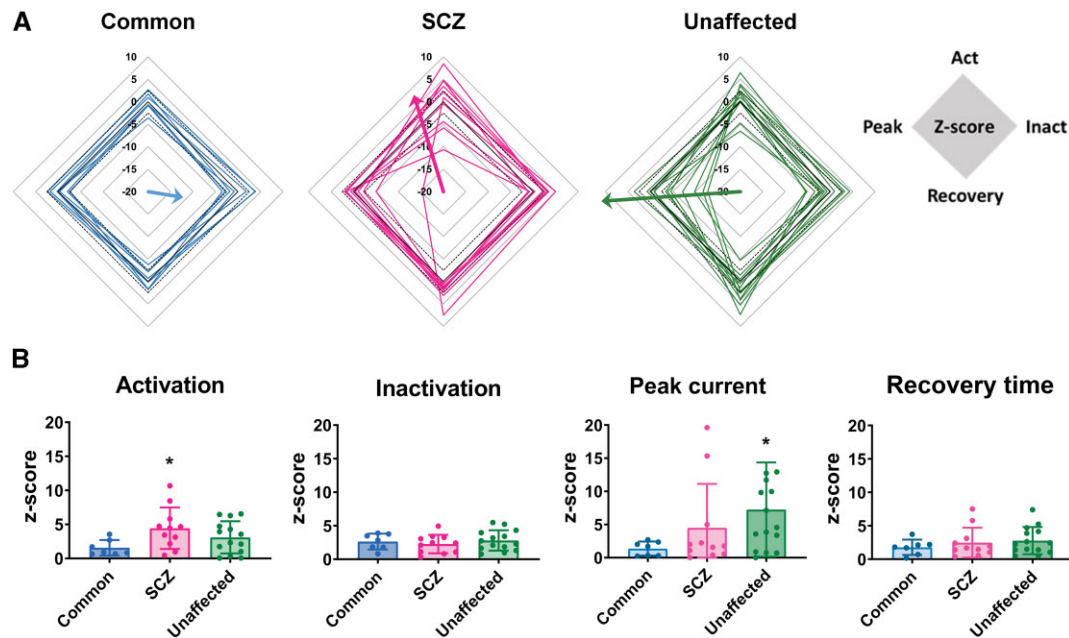 A
Common
SCZ
Unaffected
10
5
0
-5
-10
-15
-20
10
5
0
-5
-10
-15
-20
10
5
0
-5
-10
-15
-20
Act
Peak
Z-score
Inact
Recovery
B
Activation
Inactivation
Peak current
Recovery time
z-score
20
15
10
5
0
*
Common
SCZ
Unaffected
z-score
20
15
10
5
0
Common
SCZ
Unaffected
z-score
20
15
10
5
0
*
Common
SCZ
Unaffected
z-score
20
15
10
5
0
Common
SCZ
Unaffected